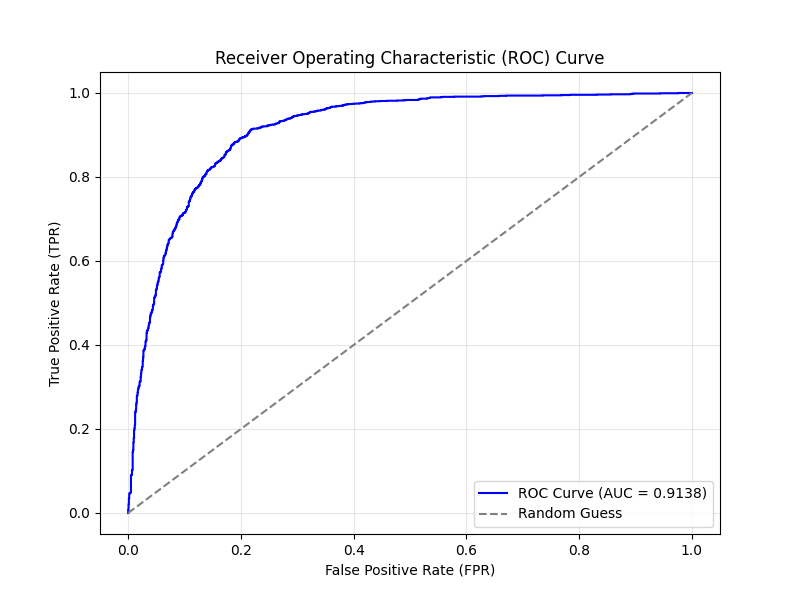 Receiver Operating Characteristic (ROC) Curve
True Positive Rate (TPR)
1.0
0.8
0.6
0.4
0.2
0.0
0.0 0.2 0.4 0.6 0.8 1.0
False Positive Rate (FPR)
ROC Curve (AUC = 0.9138)
Random Guess